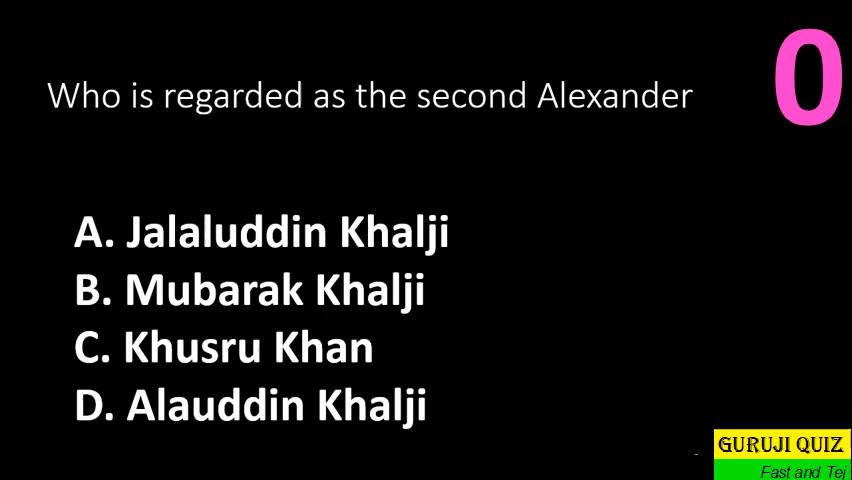 0
Who is regarded as the second Alexander
A. Jalaluddin Khalji
B. Mubarak Khalji
C. Khusru Khan
D. Alauddin Khalji
GURUJI QUIZ
Fast and Tej